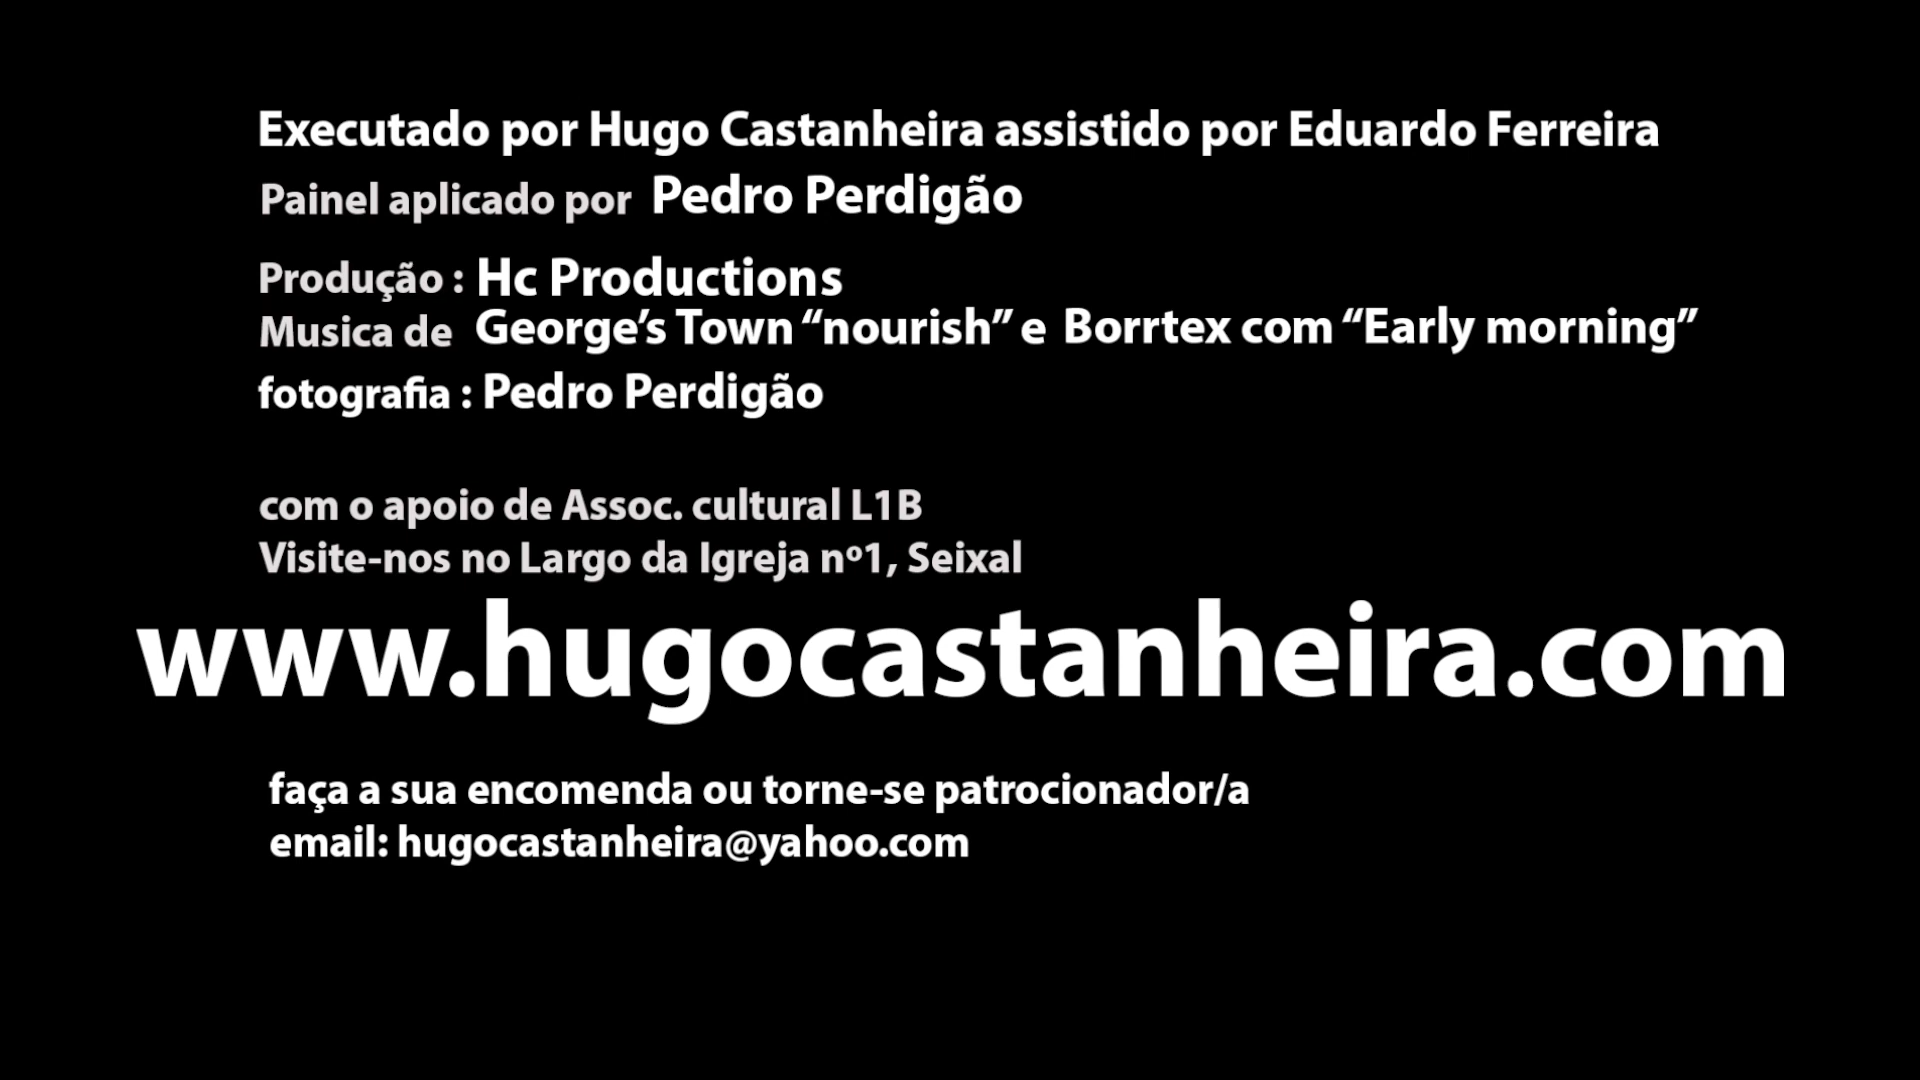 Executado por Hugo Castanheira assistido por Eduardo Ferreira
Painel aplicado por Pedro Perdigão
Produção : Hc Productions
Musica de George’s Town “nourish” e Borrtex com “Early morning”
fotografia : Pedro Perdigão
com o apoio de Assoc. cultural L1B
Visite-nos no Largo da Igreja nº1, Seixal
www.hugocastanheira.com
faça a sua encomenda ou torne-se patrocionador/a
email: hugocastanheira@yahoo.com